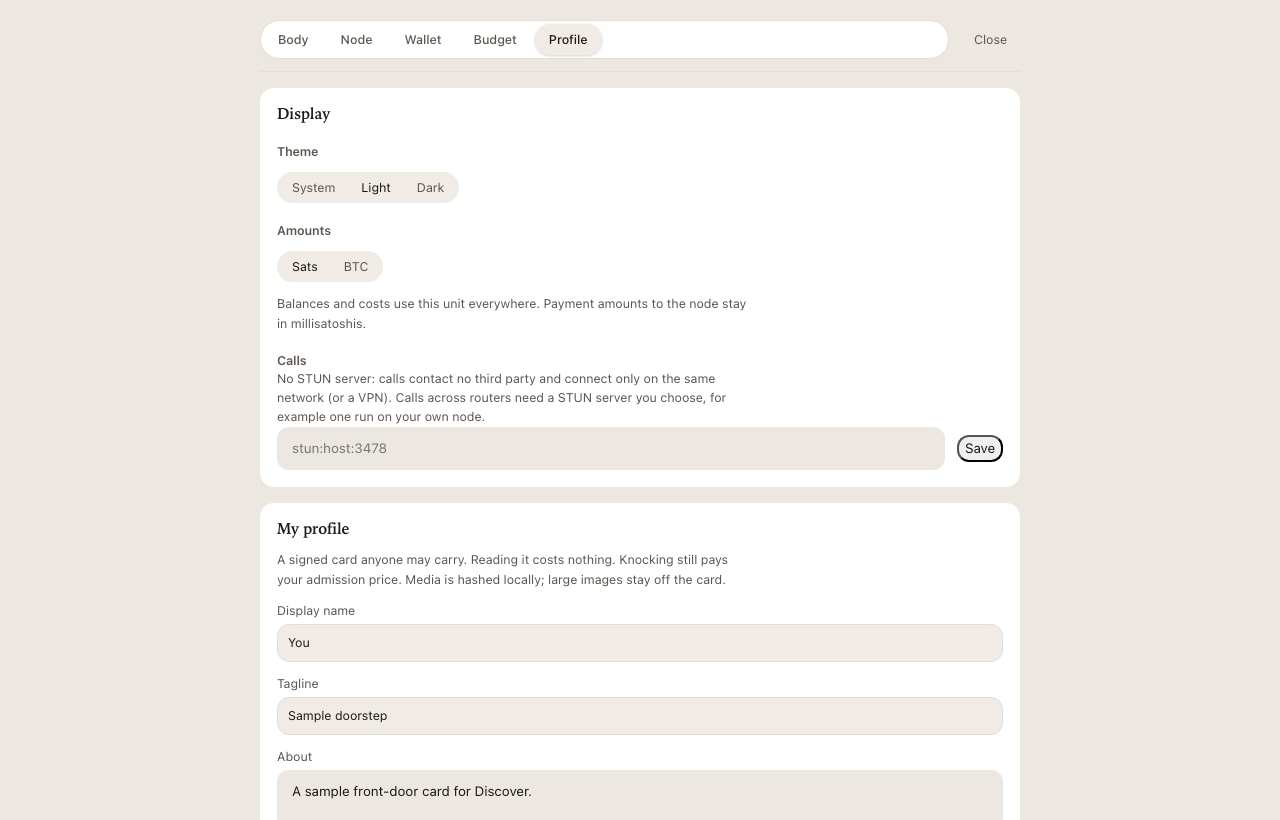 Body Node Wallet Budget Profile Close
Display
Theme
System Light Dark
Amounts
Sats BTC
Balances and costs use this unit everywhere. Payment amounts to the node stay
in millisatoshis.
Calls
No STUN server: calls contact no third party and connect only on the same
network (or a VPN). Calls across routers need a STUN server you choose, for
example one run on your own node.
stun:host:3478 Save
My profile
A signed card anyone may carry. Reading it costs nothing. Knocking still pays
your admission price. Media is hashed locally; large images stay off the card.
Display name
You
Tagline
Sample doorstep
About
A sample front-door card for Discover.